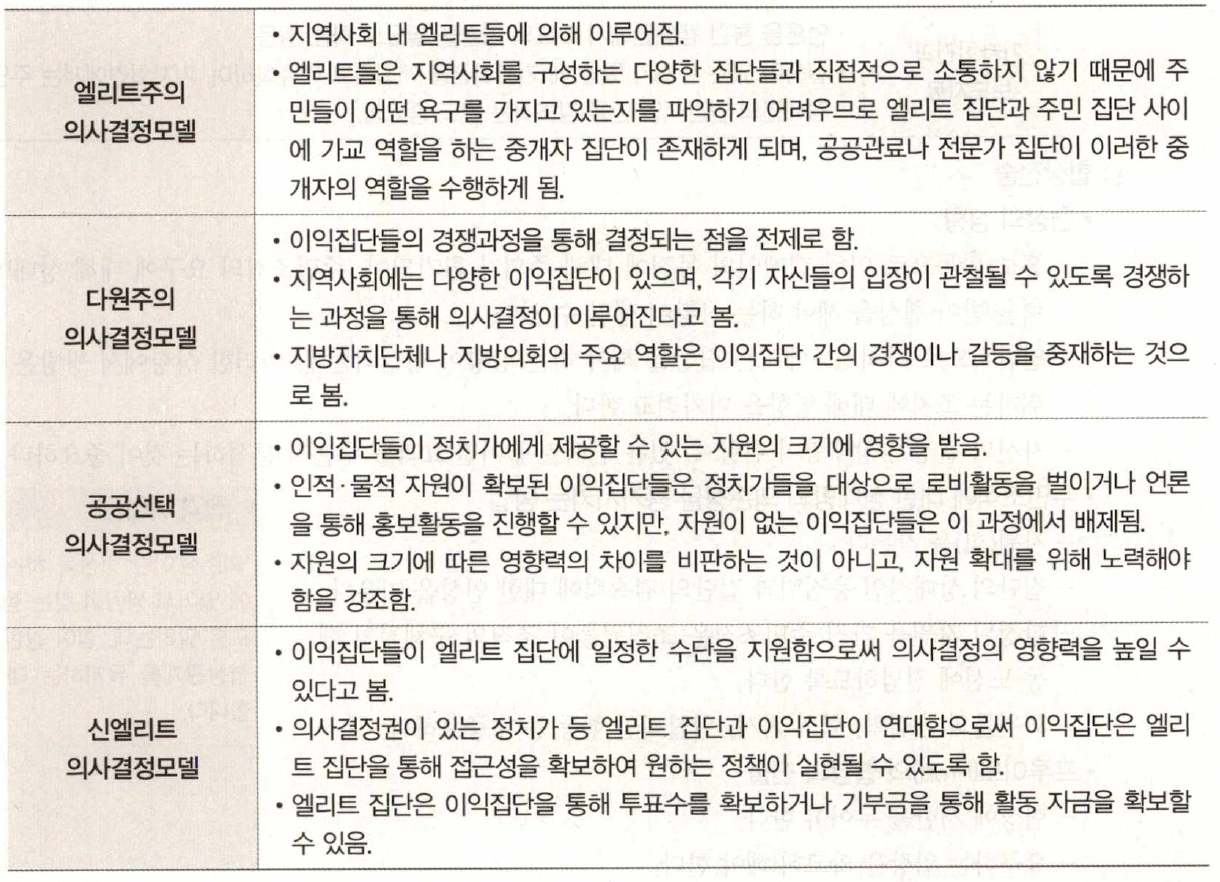 엘리트주의
의사결정모델
• 지역사회 내 엘리트들에 의해 이루어짐.
• 엘리트들은 지역사회를 구성하는 다양한 집단들과 직접적으로 소통하지 않기 때문에 주
민들이 어떤 욕구를 가지고 있는지를 파악하기 어려우므로 엘리트 집단과 주민 집단 사이
에 가교 역할을 하는 중개자 집단이 존재하게 되며, 공공관료나 전문가 집단이 이러한 중
개자의 역할을 수행하게 됨.
다원주의
의사결정모델
• 이익집단들의 경쟁과정을 통해 결정되는 점을 전제로 함.
• 지역사회에는 다양한 이익집단이 있으며, 각기 자신들의 입장이 관철될 수 있도록 경쟁하
는 과정을 통해 의사결정이 이루어진다고 봄.
• 지방자치단체나 지방의회의 주요 역할은 이익집단 간의 경쟁이나 갈등을 중재하는 것으
로 봄.
공공선택
의사결정모델
• 이익집단들이 정치가에게 제공할 수 있는 자원의 크기에 영향을 받음.
• 인적·물적 자원이 확보된 이익집단들은 정치가들을 대상으로 로비활동을 벌이거나 언론
을 통해 홍보활동을 진행할 수 있지만, 자원이 없는 이익집단들은 이 과정에서 배제됨.
• 자원의 크기에 따른 영향력의 차이를 비판하는 것이 아니고, 자원 확대를 위해 노력해야
함을 강조함.
신엘리트
의사결정모델
• 이익집단들이 엘리트 집단에 일정한 수단을 지원함으로써 의사결정의 영향력을 높일 수
있다고 봄.
• 의사결정권이 있는 정치가 등 엘리트 집단과 이익집단이 연대함으로써 이익집단은 엘리
트 집단을 통해 접근성을 확보하여 원하는 정책이 실현될 수 있도록 함.
• 엘리트 집단은 이익집단을 통해 투표수를 확보하거나 기부금을 통해 활동 자금을 확보할
수 있음.